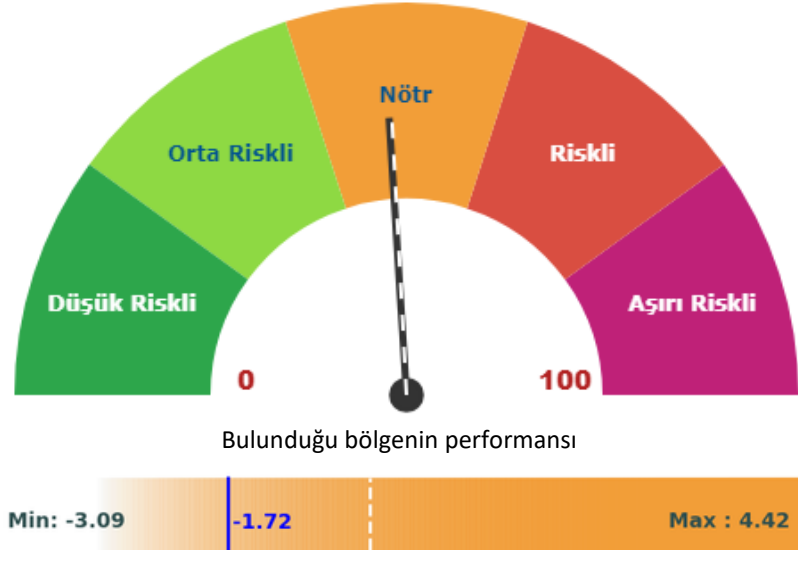 Nötr
Orta Riskli
Riskli
Düşük Riskli
Aşırı Riskli
0
100
Bulunduğu bölgenin performansı
Min: -3.09
-1.72
Max : 4.42